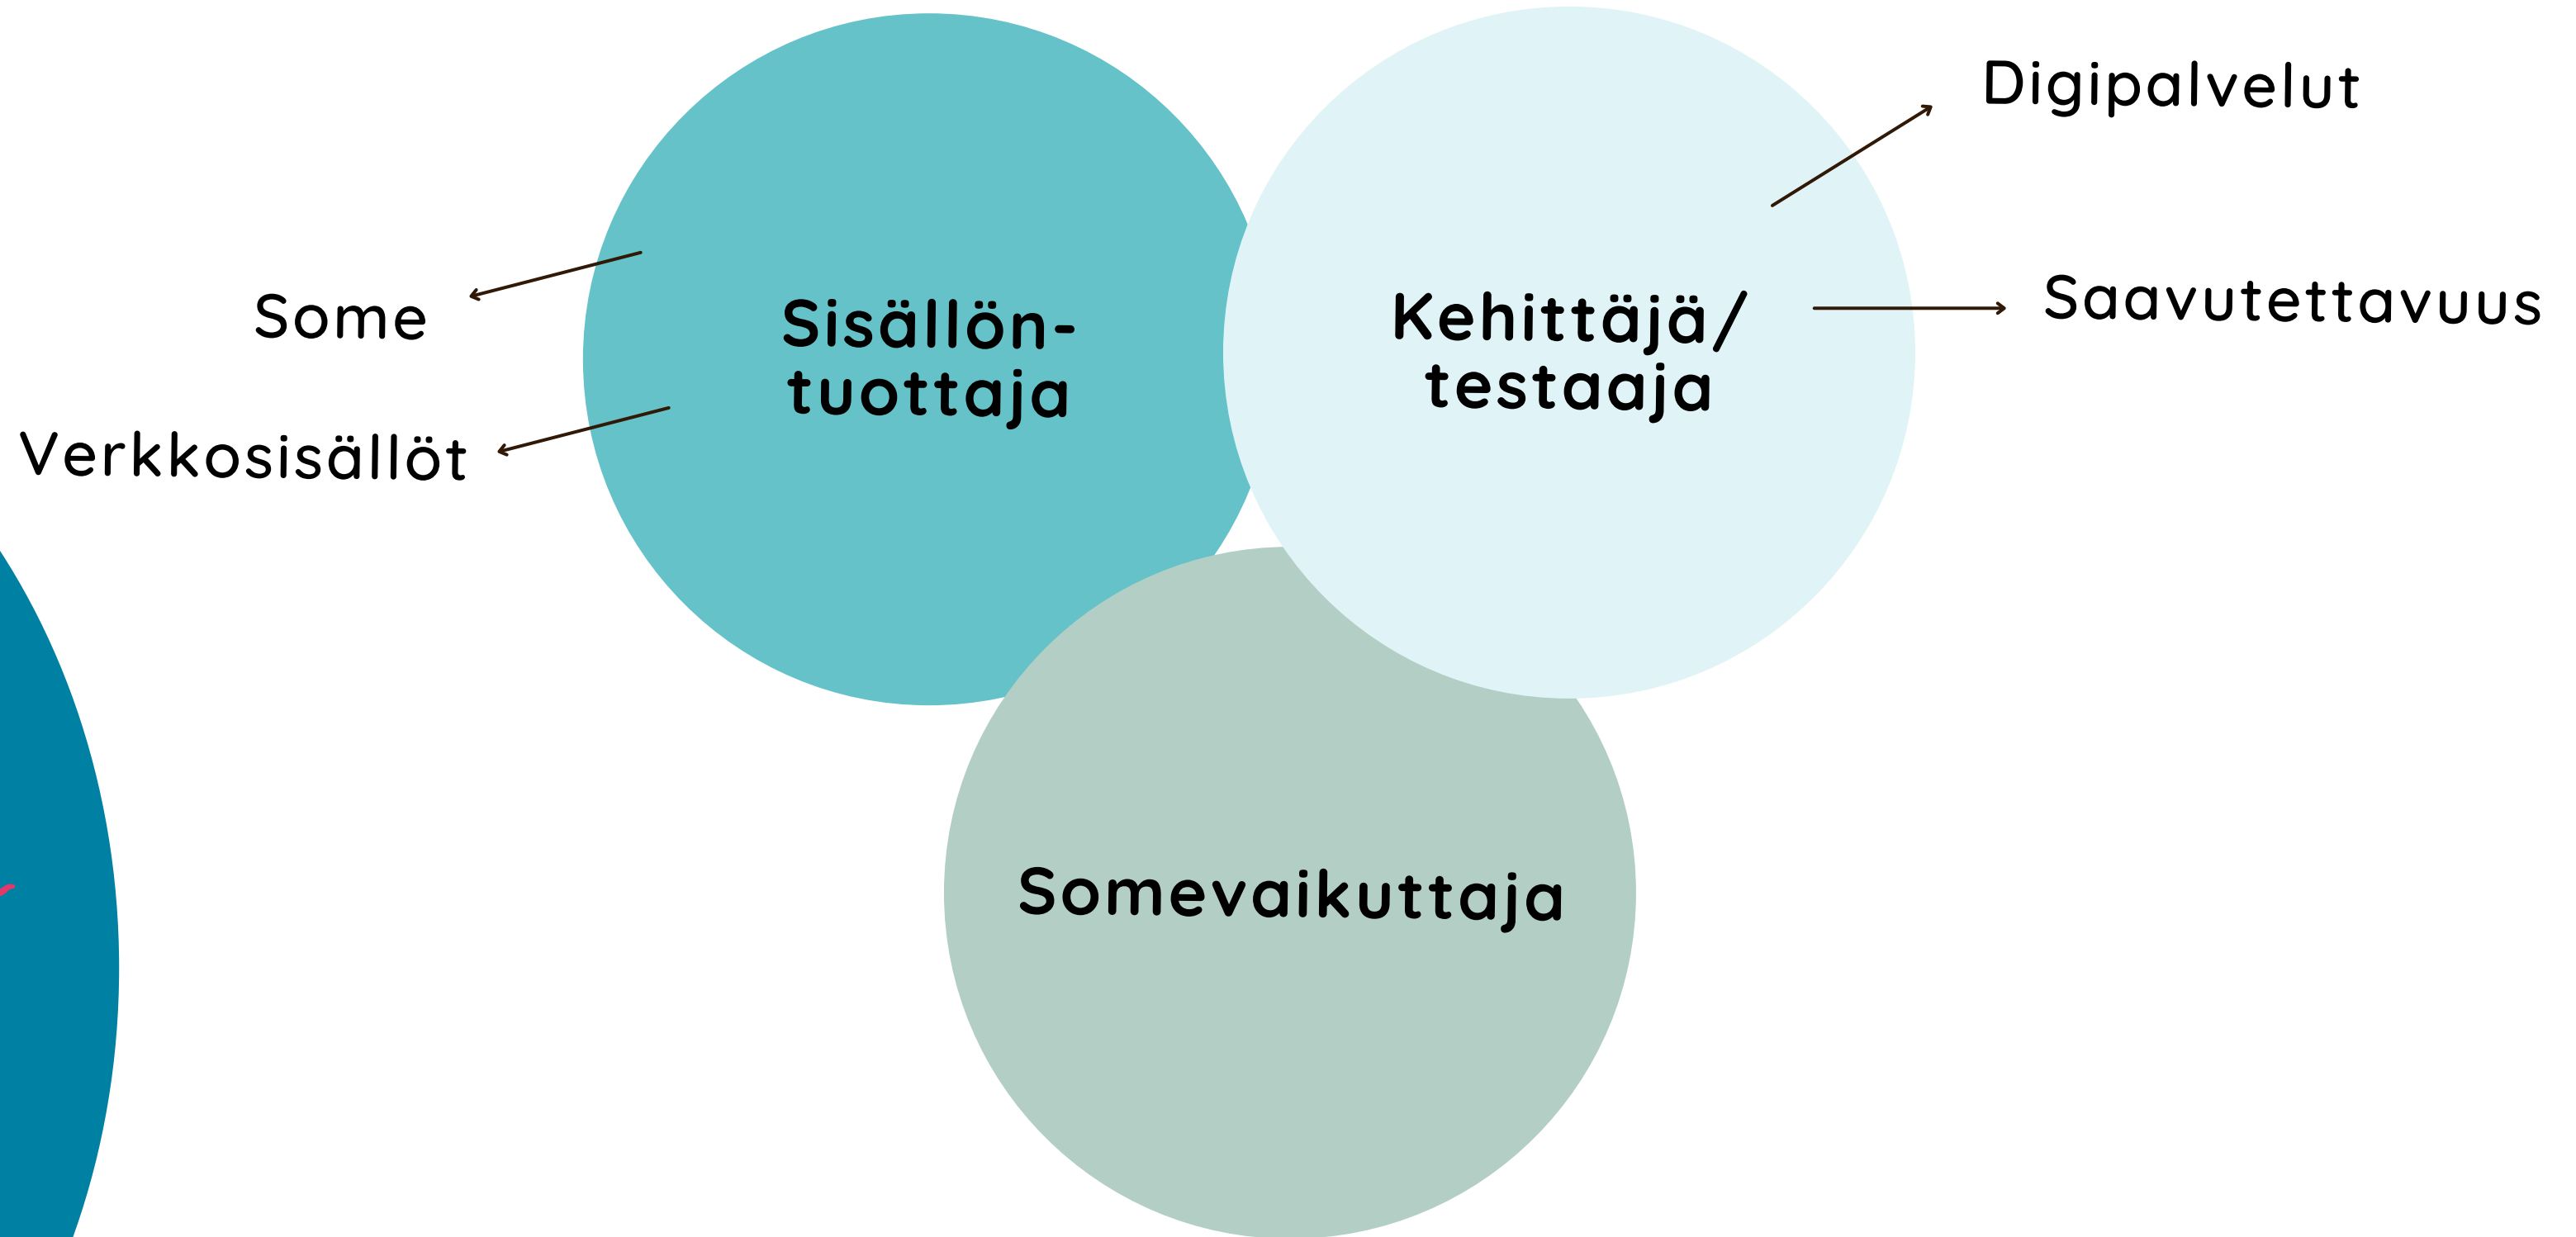 Digipalvelut
Some
Verkkosisällöt
Sisällön-
tuottaja
Kehittäjä/
testaaja
Saavutettavuus
Somevaikuttaja